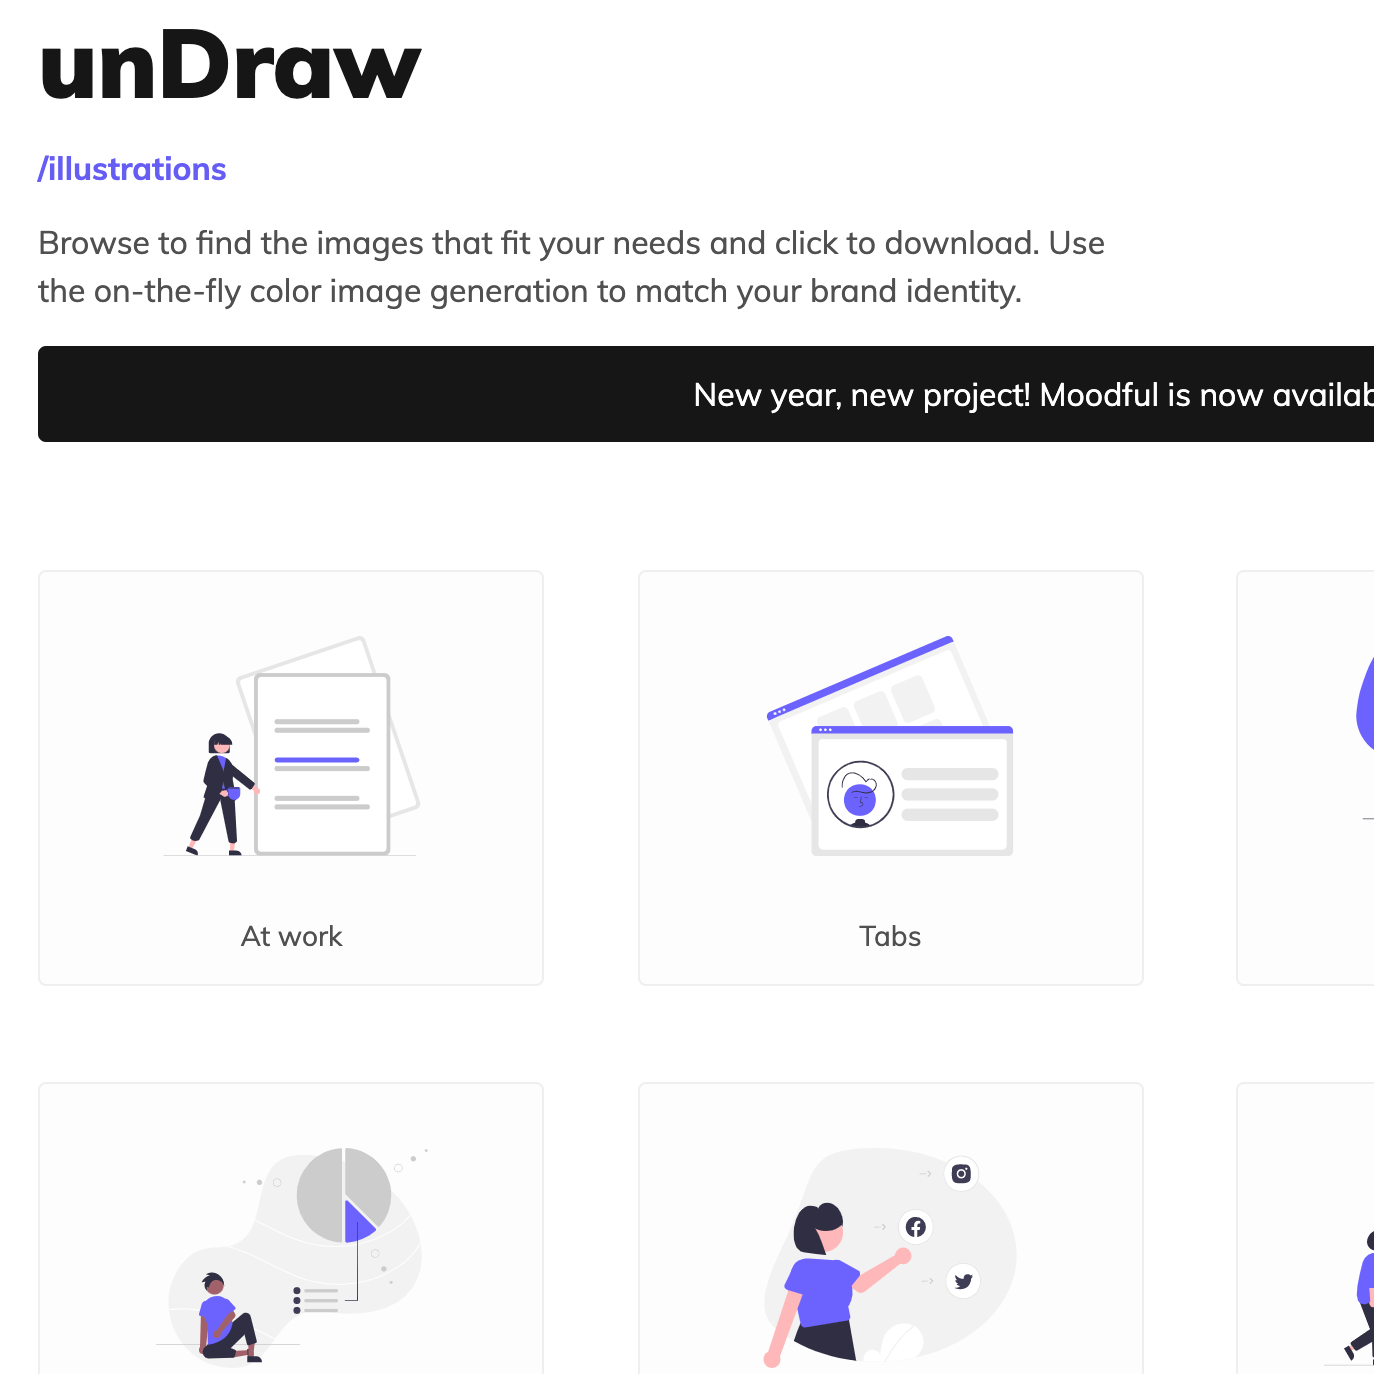 unDraw
/illustrations
Browse to find the images that fit your needs and click to download. Use
the on-the-fly color image generation to match your brand identity.
New year, new project! Moodful is now
At work
Tabs